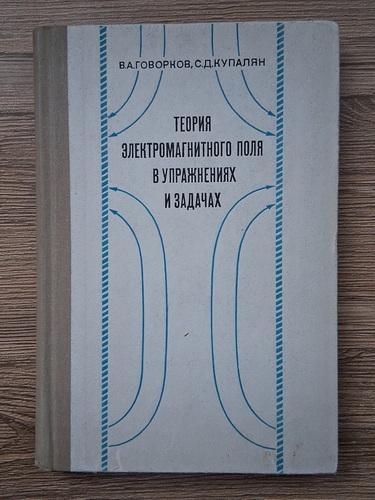 В.А.ГОВОРКОВ, С.Д.КУПАЛЯН
ТЕОРИЯ
ЭЛЕКТРОМАГНИТНОГО ПОЛЯ
В УПРАЖНЕНИЯХ
И ЗАДАЧАХ